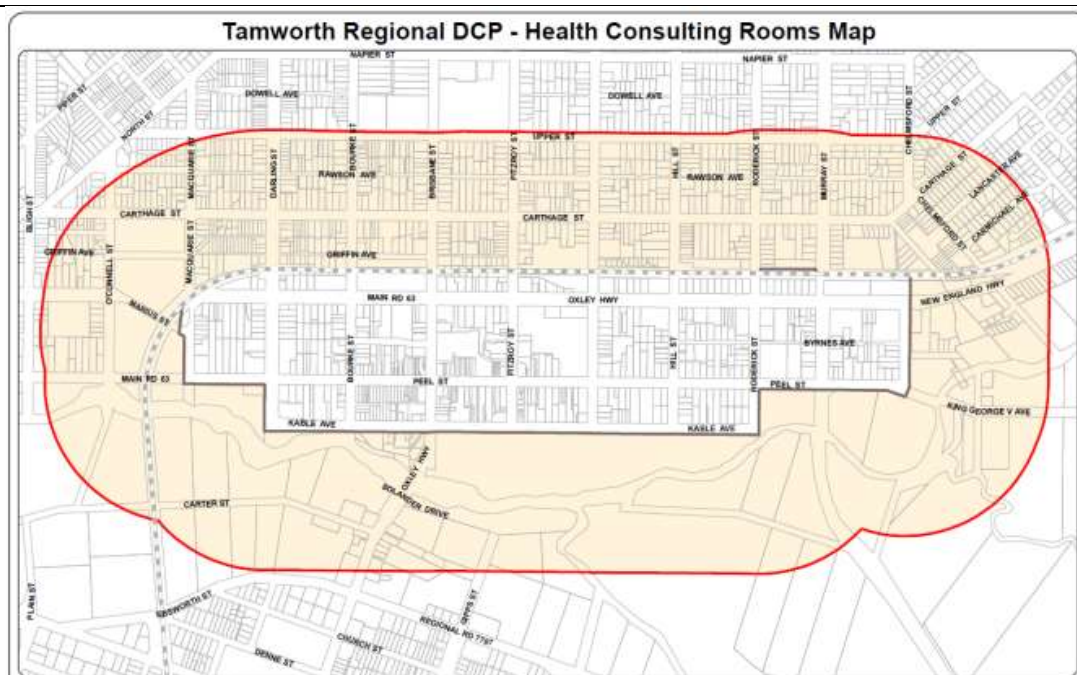 Tamworth Regional DCP - Health Consulting Rooms Map
NAPIER ST
NAPIER ST
PIPER ST
NORTH ST
DOWELL AVE
DOWELL AVE
CHELMSFORD ST
UPPER ST
UPPER ST
MACQUARIE ST
DARLING ST
BOURKE ST
RAWSON AVE
BRISBANE ST
FITZROY ST
HILL ST
RAWSON AVE
RODERICK ST
MURRAY ST
CARTHAGE ST
LANCASTER AVE
BLIGH ST
CARTHAGE ST
CARTHAGE ST
CHELMSFORD ST
CARMICHAEL AVE
GRIFFIN AVE
O'CONNELL ST
MACQUARIE ST
GRIFFIN AVE
MARIUS ST
MAIN RD 63
OXLEY HWY
NEW ENGLAND HWY
BOURKE ST
FITZROY ST
HILL ST
RODERICK ST
BYRNES AVE
MAIN RD 63
PEEL ST
PEEL ST
KING GEORGE V AVE
KABLE AVE
KABLE AVE
OXLEY HWY
CARTER ST
SOLANDER DRIVE
PLAIN ST
EBSWORTH ST
GIPPS ST
REGIONAL RD 7767
CHURCH ST
DENNE ST